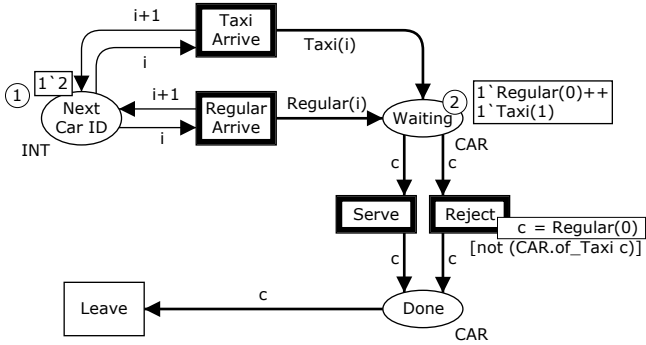 i+1
Taxi
Arrive
Taxi(i)
i
1
1`2
Next
Car ID
INT
i+1
i
Regular
Arrive
Regular(i)
Waiting
2
1`Regular(0)++
1`Taxi(1)
CAR
c
c
Serve
Reject
c = Regular(0)
[not (CAR.of_Taxi c)]
c
c
Leave
c
Done
CAR